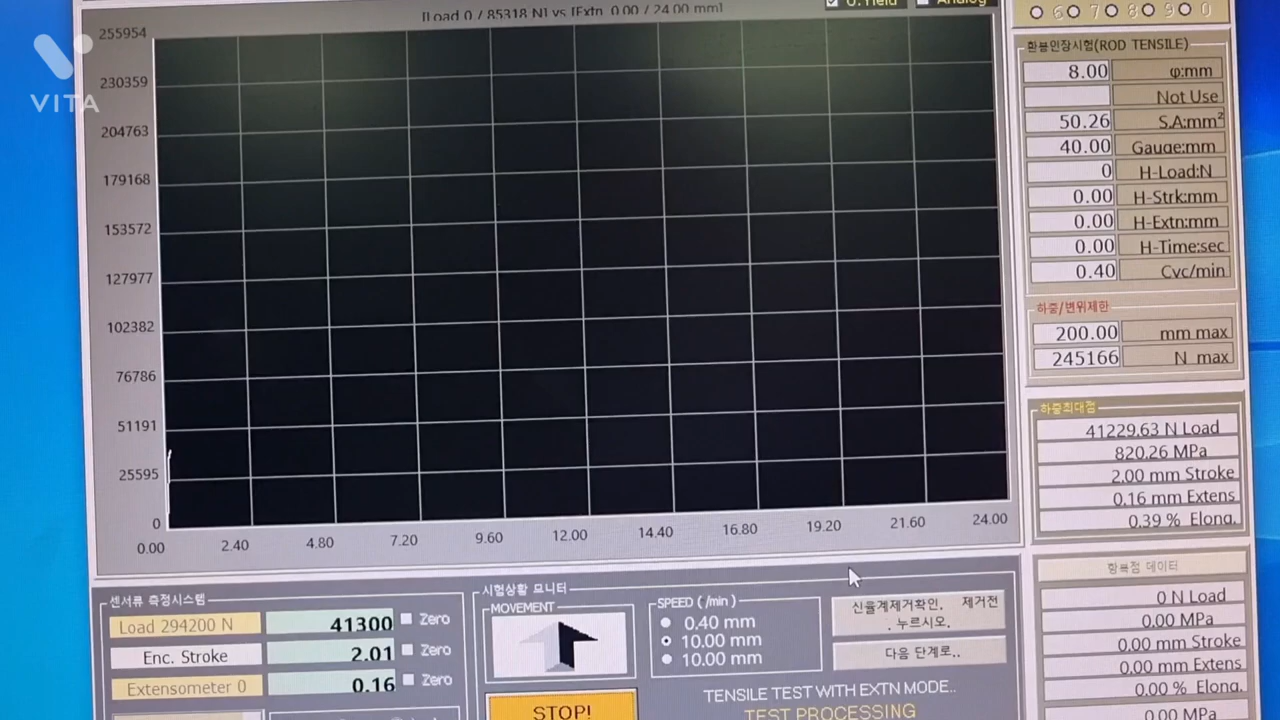 [Load 0 / 85318 N] vs [Extn 0.00 / 24.00 mm]
U.Yield
Analog
VITA
255954
230359
204763
179168
153572
127977
102382
76786
51191
25595
0
0.00 2.40 4.80 7.20 9.60 12.00 14.40 16.80 19.20 21.60 24.00
6 7 8 9 0
환봉인장시험(ROD TENSILE)
8.00 φ:mm
Not Use
50.26 S.A:mm²
40.00 Gauge:mm
0 H-Load:N
0.00 H-Strk:mm
0.00 H-Extn:mm
0.00 H-Time:sec
0.40 Cyc/min
하중/변위제한
200.00 mm max
245166 N max
하중최대점
41229.63 N Load
820.26 MPa
2.00 mm Stroke
0.16 mm Extens
0.39 % Elong.
항복점 데이터
0 N Load
0.00 MPa
0.00 mm Stroke
0.00 mm Extens
0.00 % Elong.
0.00 MPa
센서류 측정시스템
Load 294200 N 41300 Zero
Enc. Stroke 2.01 Zero
Extensometer 0 0.16 Zero
시험상황 모니터
MOVEMENT
STOP!
SPEED ( /min )
0.40 mm
10.00 mm
10.00 mm
신율계제거확인. 제거전
. 누르시오.
다음 단계로..
TENSILE TEST WITH EXTN MODE..
TEST PROCESSING